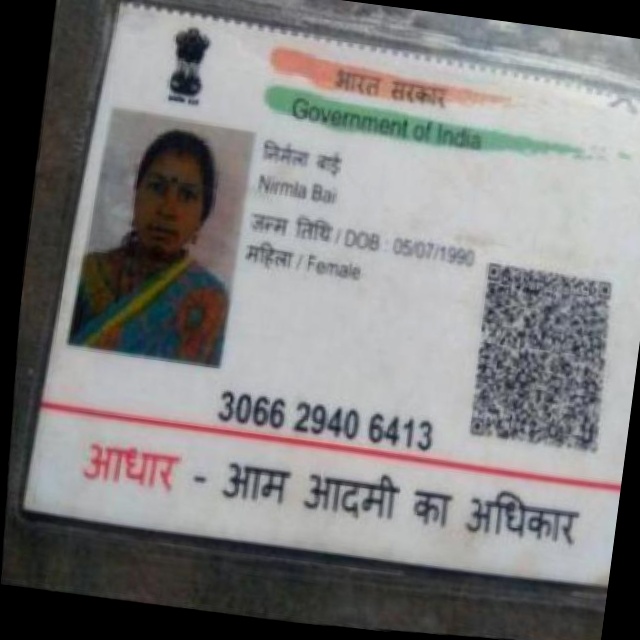 भारत सरकार
Government of India
निर्मला बाई
Nirmla Bai
जन्म तिथि / DOB : 05/07/1990
महिला / Female
3066 2940 6413
आधार - आम आदमी का अधिकार